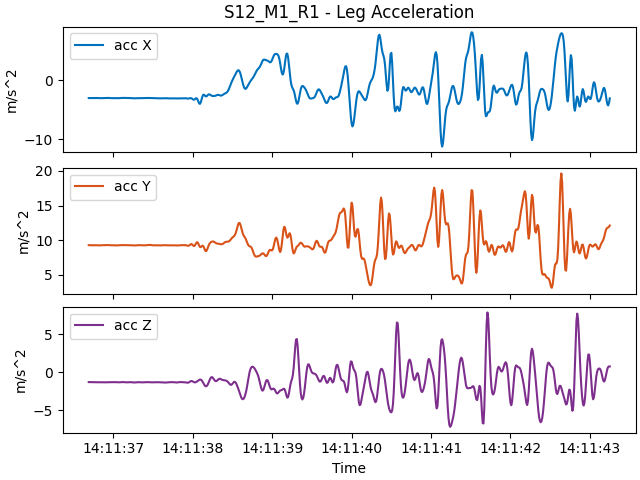 S12_M1_R1 - Leg Acceleration
acc X
m/s^2
0
−10
acc Y
m/s^2
20
15
10
5
acc Z
m/s^2
5
0
−5
14:11:37 14:11:38 14:11:39 14:11:40 14:11:41 14:11:42 14:11:43
Time